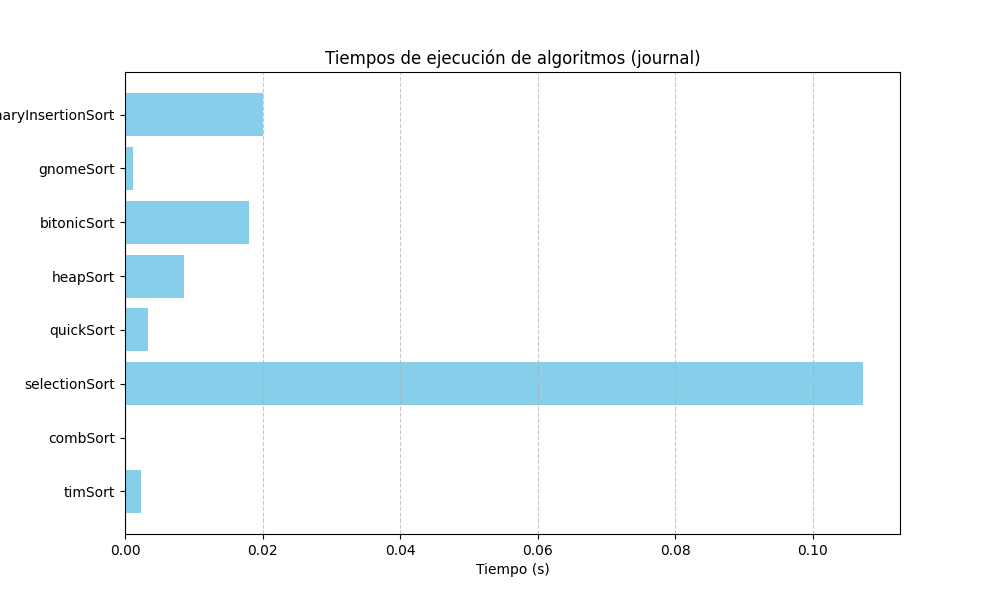 Tiempos de ejecución de algoritmos (journal)
naryInsertionSort
gnomeSort
bitonicSort
heapSort
quickSort
selectionSort
combSort
timSort
0.00 0.02 0.04 0.06 0.08 0.10
Tiempo (s)